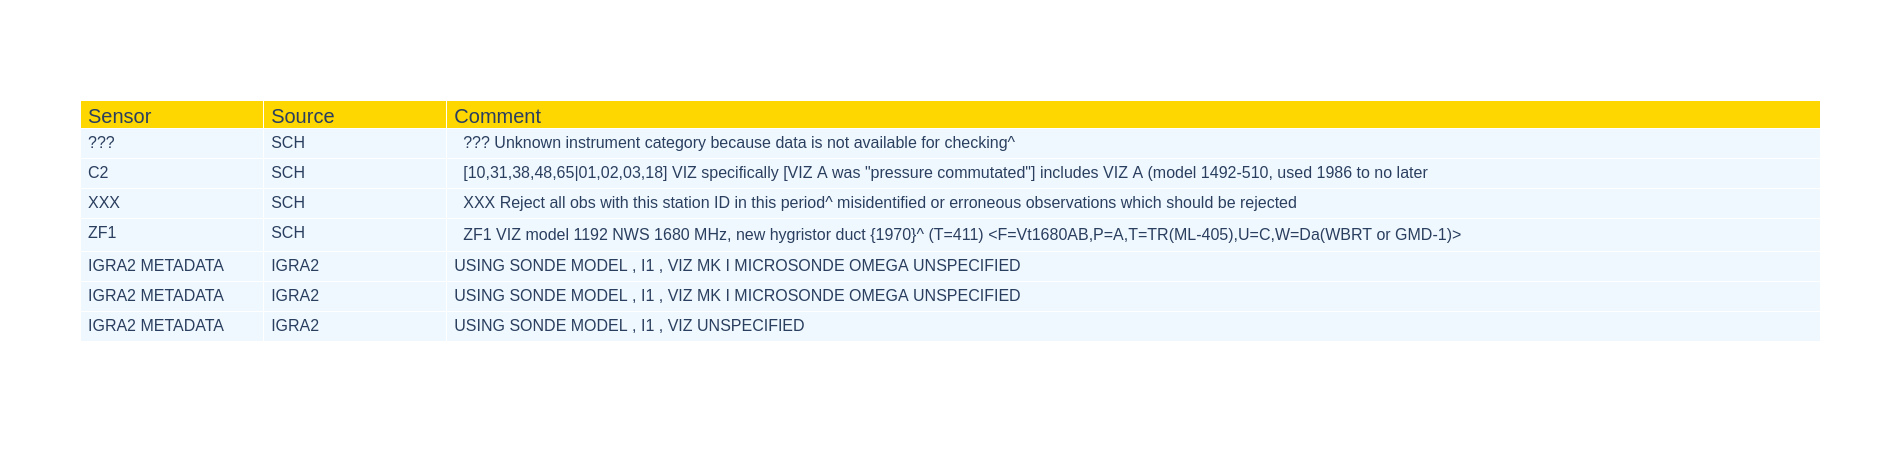 Sensor Source Comment
??? SCH ??? Unknown instrument category because data is not available for checking^
C2 SCH [10,31,38,48,65|01,02,03,18] VIZ specifically [VIZ A was "pressure commutated"] includes VIZ A (model 1492-510, used 1986 to no later
XXX SCH XXX Reject all obs with this station ID in this period^ misidentified or erroneous observations which should be rejected
ZF1 SCH ZF1 VIZ model 1192 NWS 1680 MHz, new hygristor duct {1970}^ (T=411) <F=Vt1680AB,P=A,T=TR(ML-405),U=C,W=Da(WBRT or GMD-1)>
IGRA2 METADATA IGRA2 USING SONDE MODEL , I1 , VIZ MK I MICROSONDE OMEGA UNSPECIFIED
IGRA2 METADATA IGRA2 USING SONDE MODEL , I1 , VIZ MK I MICROSONDE OMEGA UNSPECIFIED
IGRA2 METADATA IGRA2 USING SONDE MODEL , I1 , VIZ UNSPECIFIED